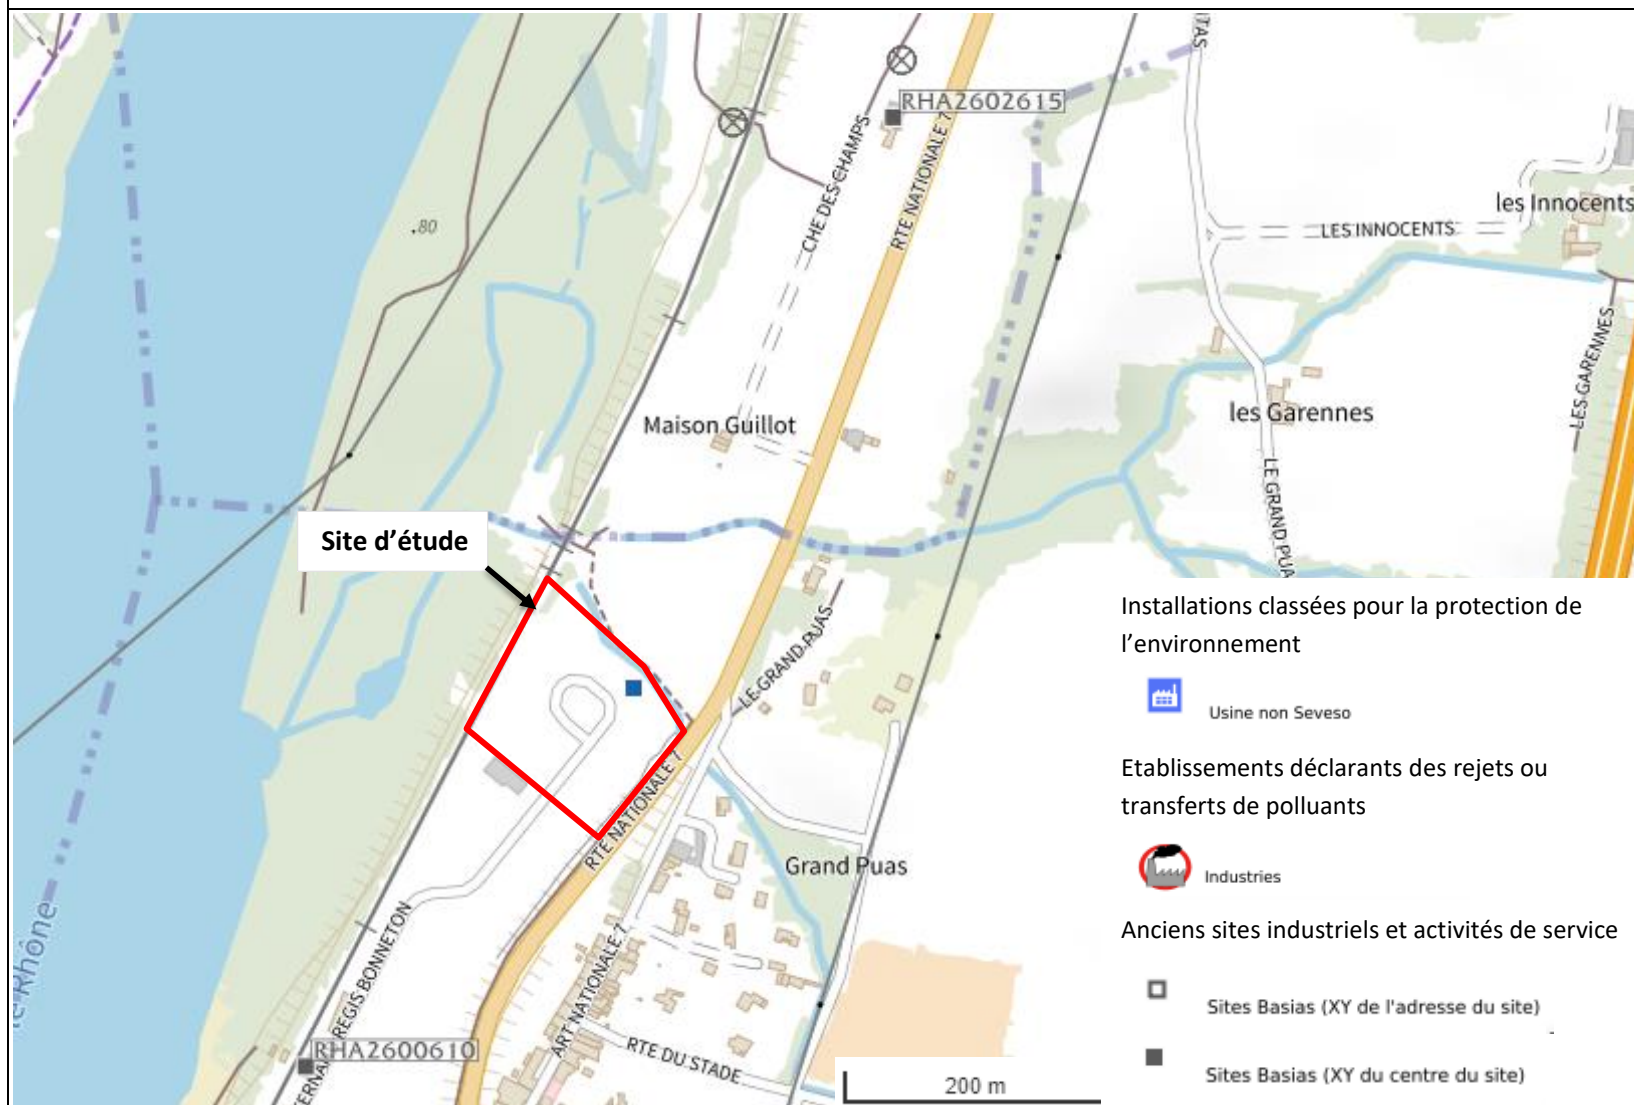 RHA2602615
CHE DES CHAMPS
RTE NATIONALE 7
.80
LES INNOCENTS
les Innocents
LES GARENNES
Maison Guillot
les Garennes
LE GRAND PUA
Site d’étude
LE GRAND PUAS
RTE NATIONALE 7
Grand Puas
le Rhône
REGIS BONNETON
RHA2600610
ART NATIONALE 7
RTE DU STADE
200 m
Installations classées pour la protection de
l’environnement
Usine non Seveso
Etablissements déclarants des rejets ou
transferts de polluants
Industries
Anciens sites industriels et activités de service
Sites Basias (XY de l'adresse du site)
Sites Basias (XY du centre du site)